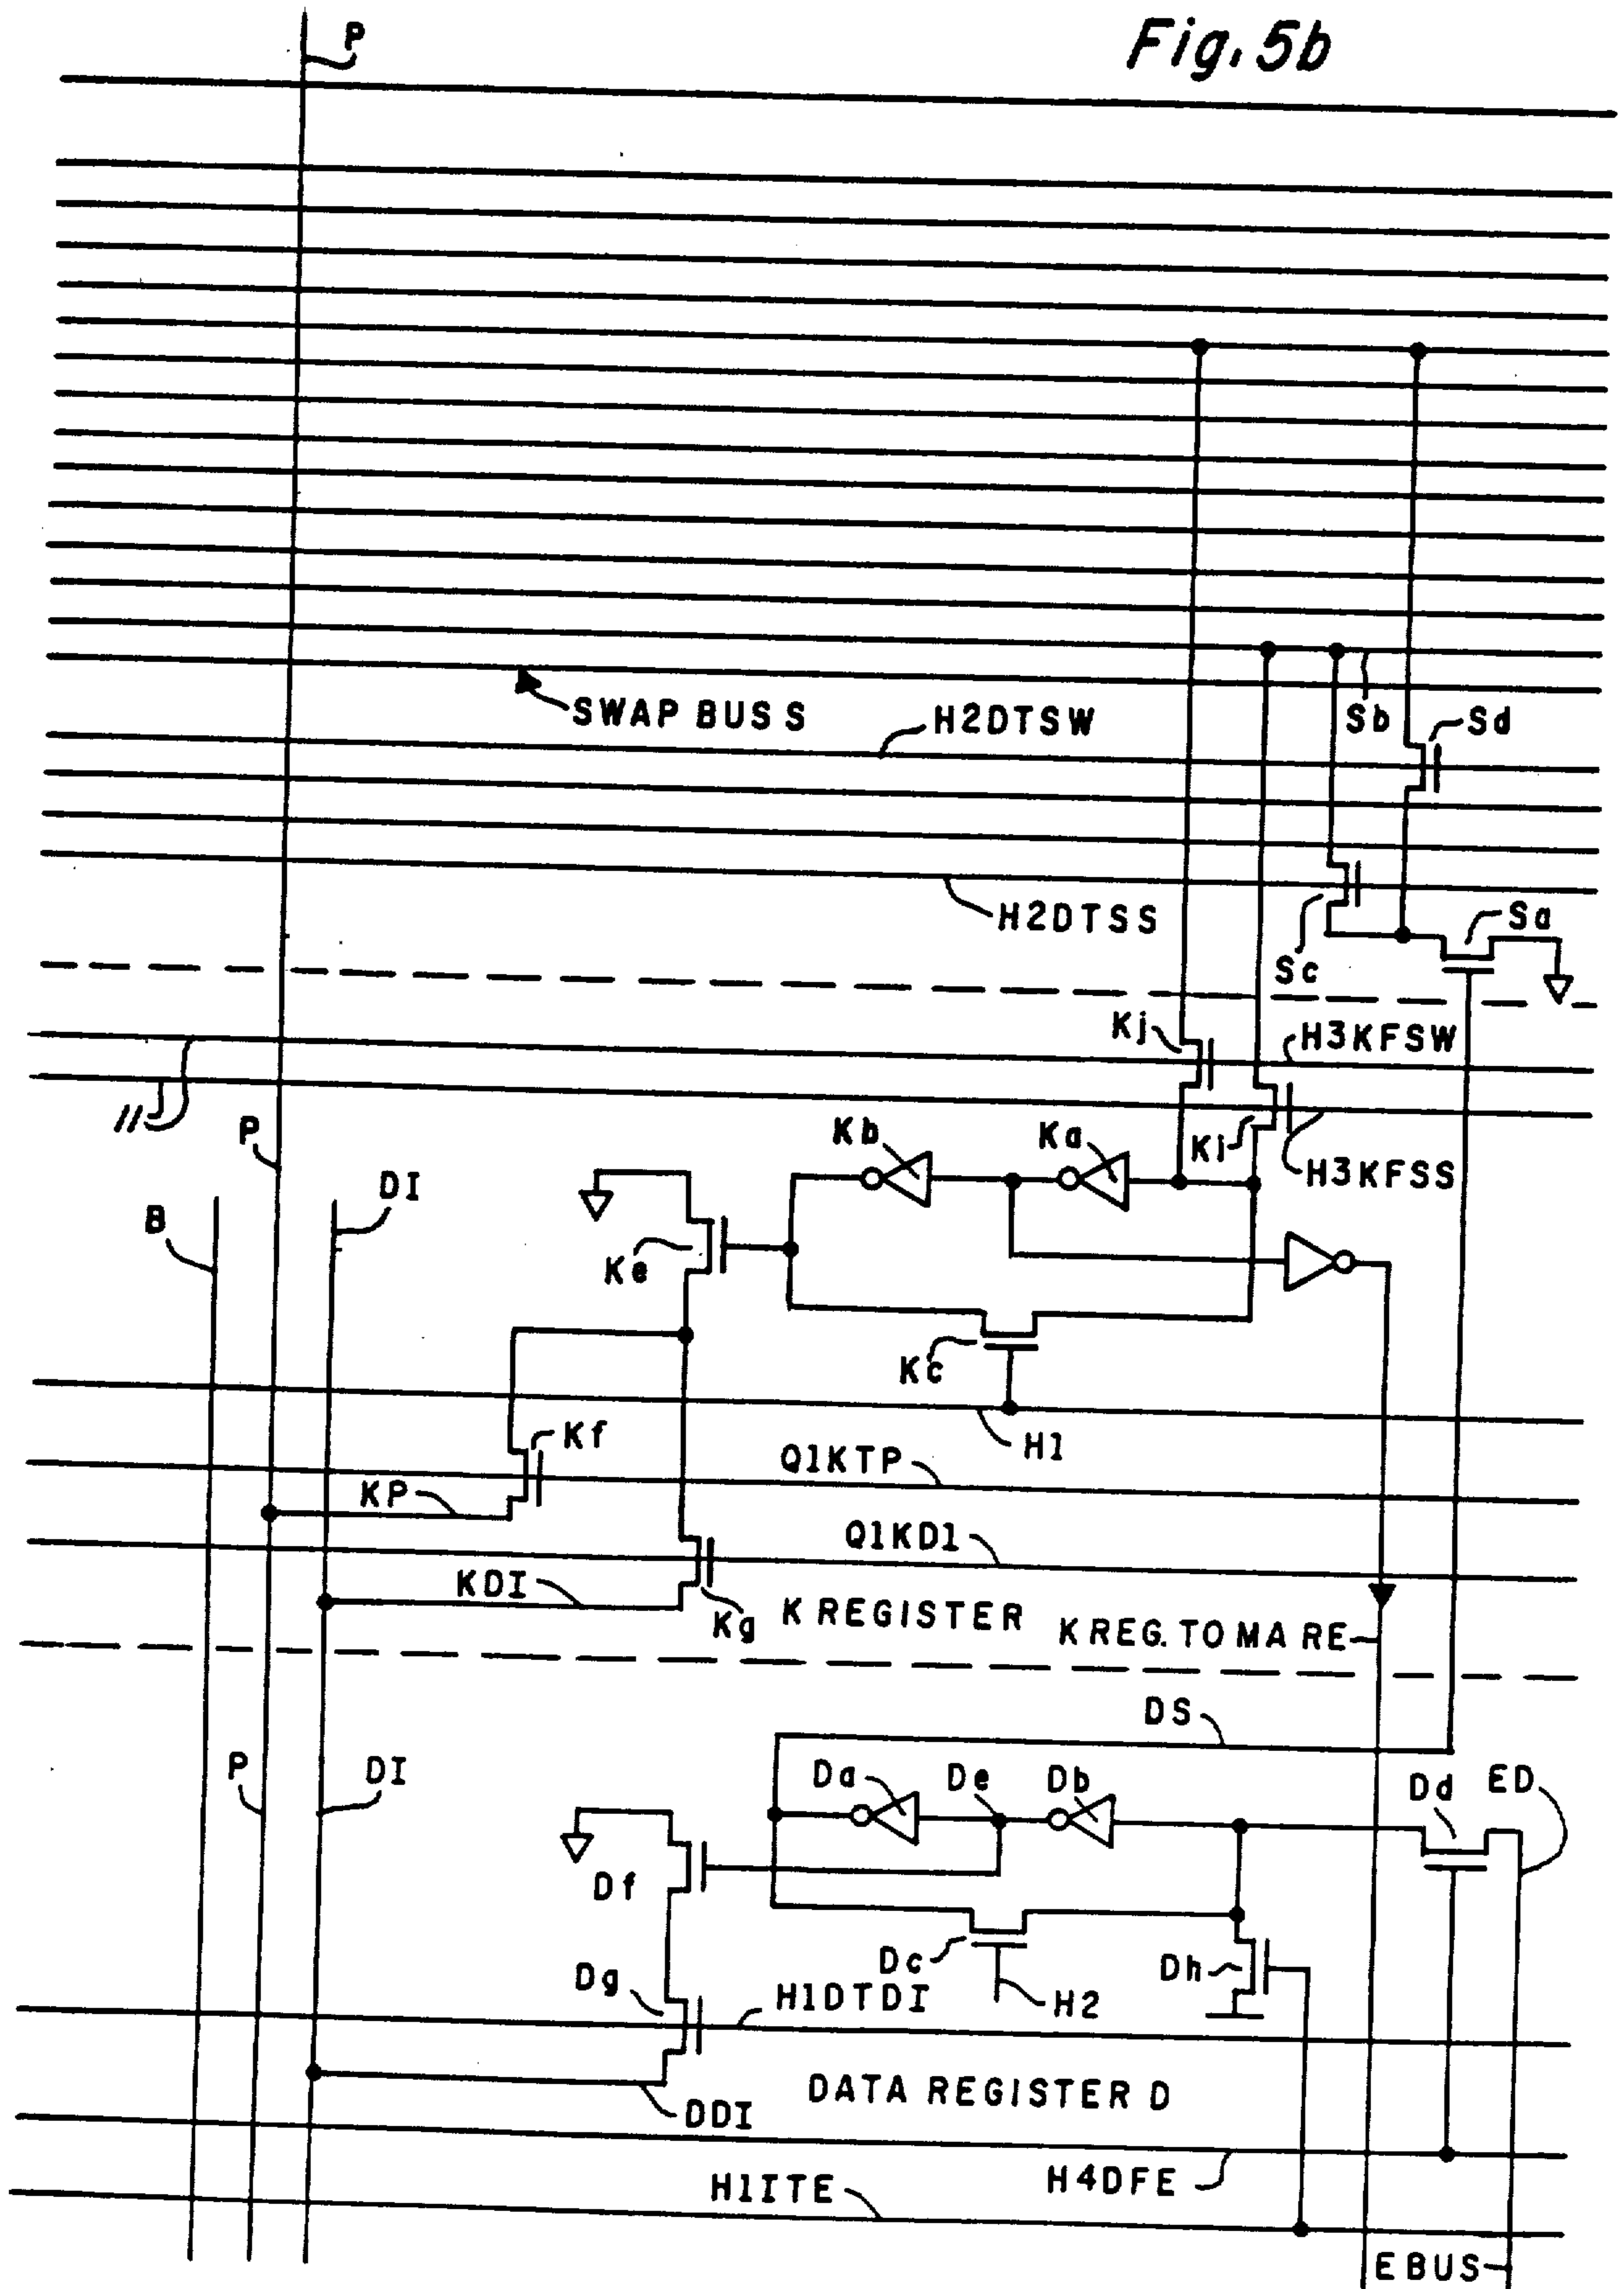 Fig. 5b
P
SWAP BUS S
H2DTSW
Sb
Sd
H2DTSS
Sc
Sa
Kj
H3KFSW
11
P
Kb
Ka
Ki
H3KFSS
B
DI
Ke
Kc
Kf
H1
Q1KTP
KP
Q1KD1
KDI
Kg
K REGISTER
K REG. TO MA RE
DS
P
DI
Da
De
Db
Dd
ED
Df
Dc
Dh
Dg
H1DTDI
H2
DATA REGISTER D
DDI
H4DFE
H1ITE
EBUS